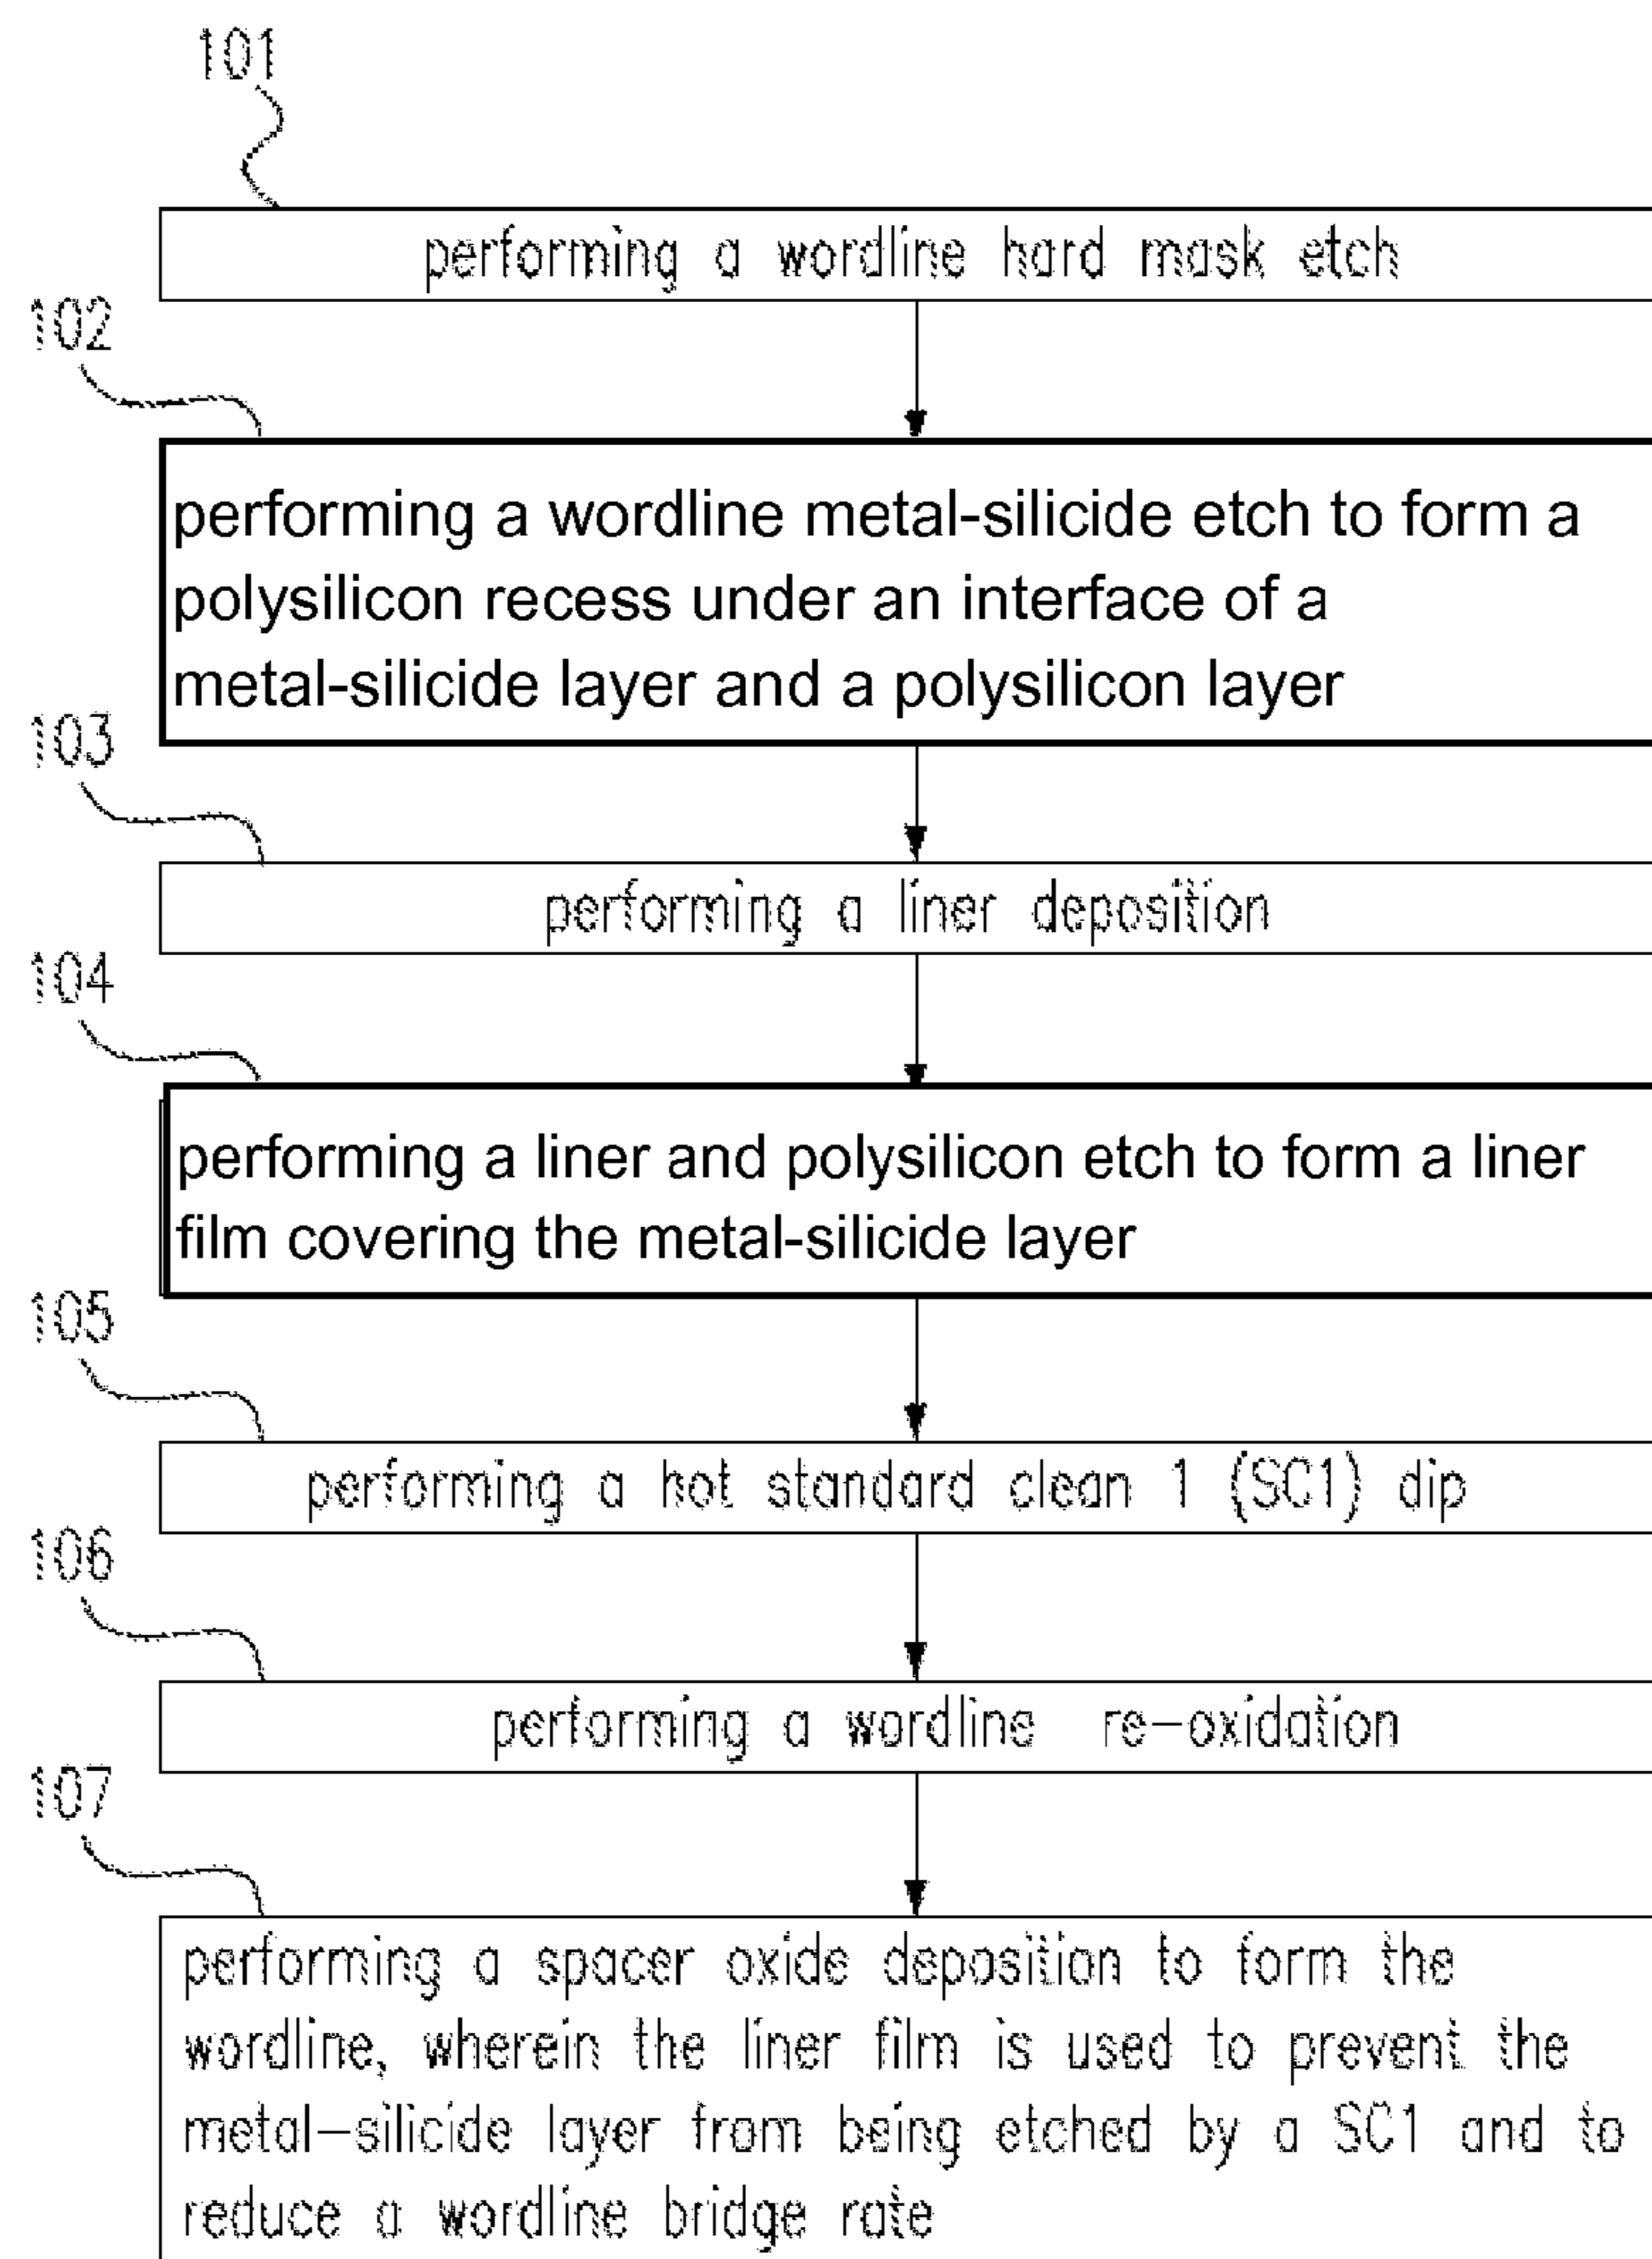 101
performing a wordline hard mask etch
102
performing a wordline metal-silicide etch to form a
polysilicon recess under an interface of a
metal-silicide layer and a polysilicon layer
103
performing a liner deposition
104
performing a liner and polysilicon etch to form a liner
film covering the metal-silicide layer
105
performing a hot standard clean 1 (SC1) dip
106
performing a wordline re-oxidation
107
performing a spacer oxide deposition to form the
wordline, wherein the liner film is used to prevent the
metal-silicide layer from being etched by a SC1 and to
reduce a wordline bridge rate